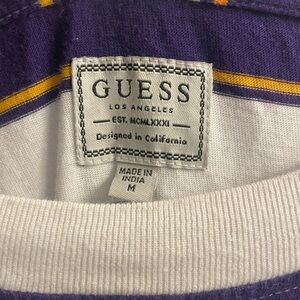 GUESS
LOS ANGELES
EST. MCMLXXXI
Designed in California
MADE IN
INDIA
M